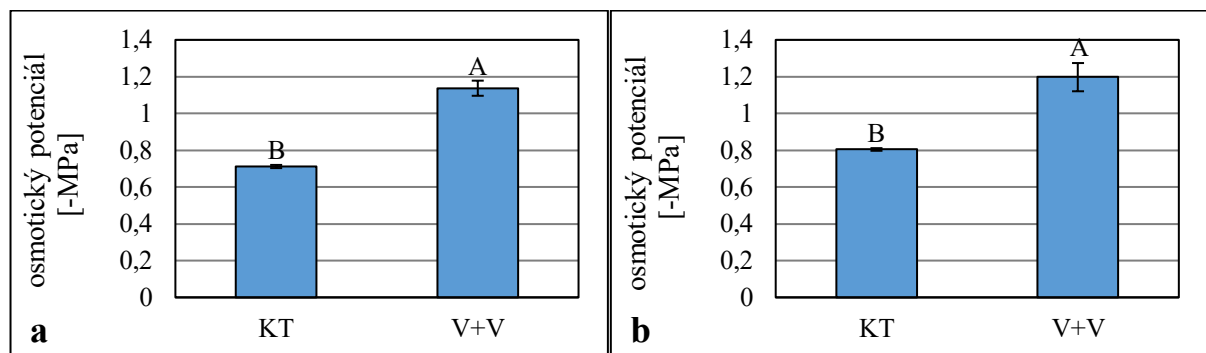 osmotický potenciál
[-MPa]
1,4
1,2
1
0,8
0,6
0,4
0,2
0
B
A
KT
V+V
a
osmotický potenciál
[-MPa]
1,4
1,2
1
0,8
0,6
0,4
0,2
0
B
A
KT
V+V
b